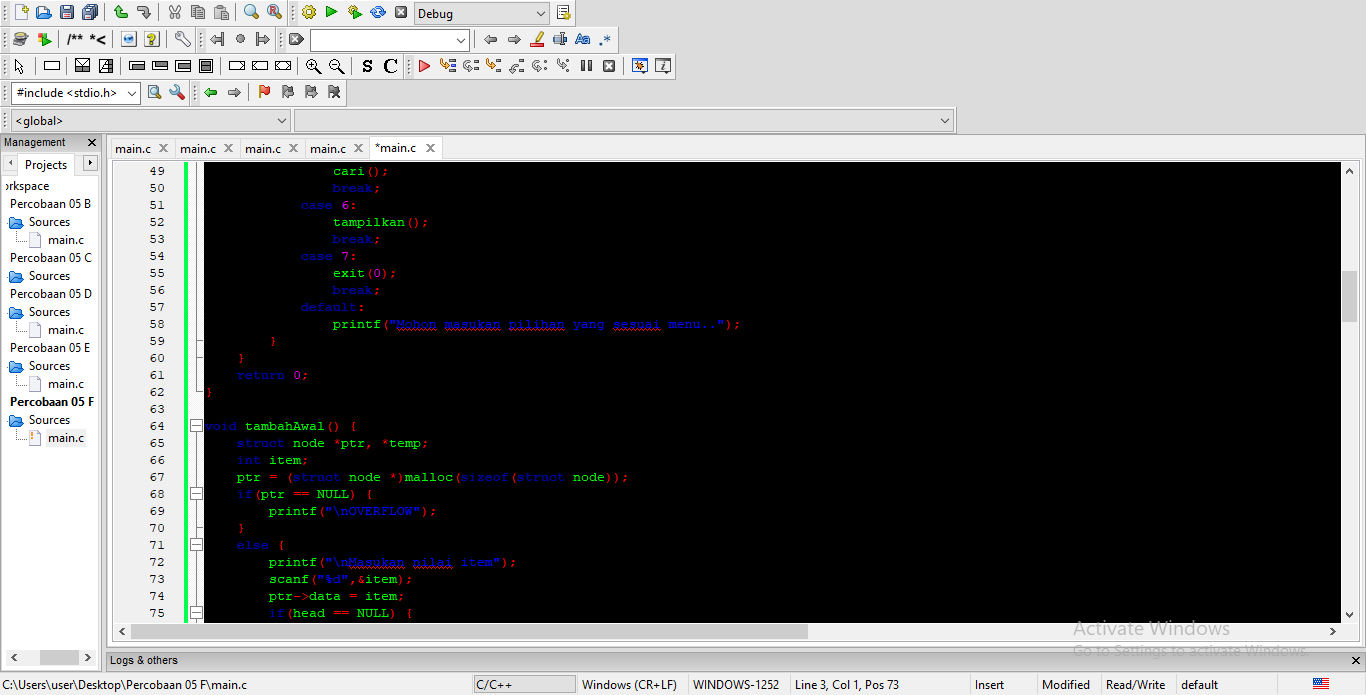 Debug
/** *<
Aa .*
S C
#include <stdio.h>
<global>
Management
Projects
main.c main.c main.c main.c *main.c
orkspace
Percobaan 05 B
Sources
main.c
Percobaan 05 C
Sources
Percobaan 05 D
Sources
main.c
Percobaan 05 E
Sources
main.c
Percobaan 05 F
Sources
main.c
49 cari();
50 break;
51 case 6:
52 tampilkan();
53 break;
54 case 7:
55 exit(0);
56 break;
57 default:
58 printf("Mohon masukan pilihan yang sesuai menu..");
59 }
60 }
61 return 0;
62 }
63
64 void tambahAwal() {
65 struct node *ptr, *temp;
66 int item;
67 ptr = (struct node *)malloc(sizeof(struct node));
68 if(ptr == NULL) {
69 printf("\nOVERFLOW");
70 }
71 else {
72 printf("\nMasukan nilai item");
73 scanf("%d",&item);
74 ptr->data = item;
75 if(head == NULL) {
Activate Windows
Go to Settings to activate Windows.
Logs & others
C:\Users\user\Desktop\Percobaan 05 F\main.c C/C++ Windows (CR+LF) WINDOWS-1252 Line 3, Col 1, Pos 73 Insert Modified Read/Write default